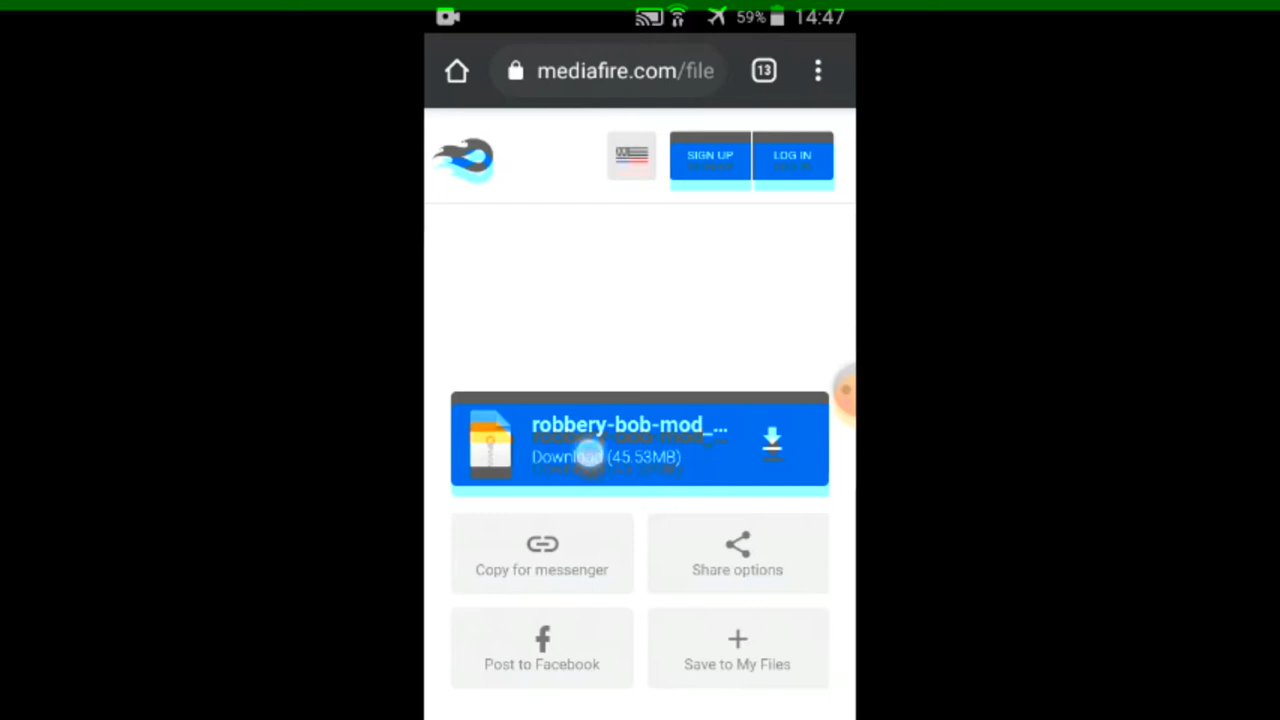 59% 14:47
mediafire.com/file 13
SIGN UP LOG IN
robbery-bob-mod_...
Download (45.53MB)
Copy for messenger Share options
Post to Facebook Save to My Files